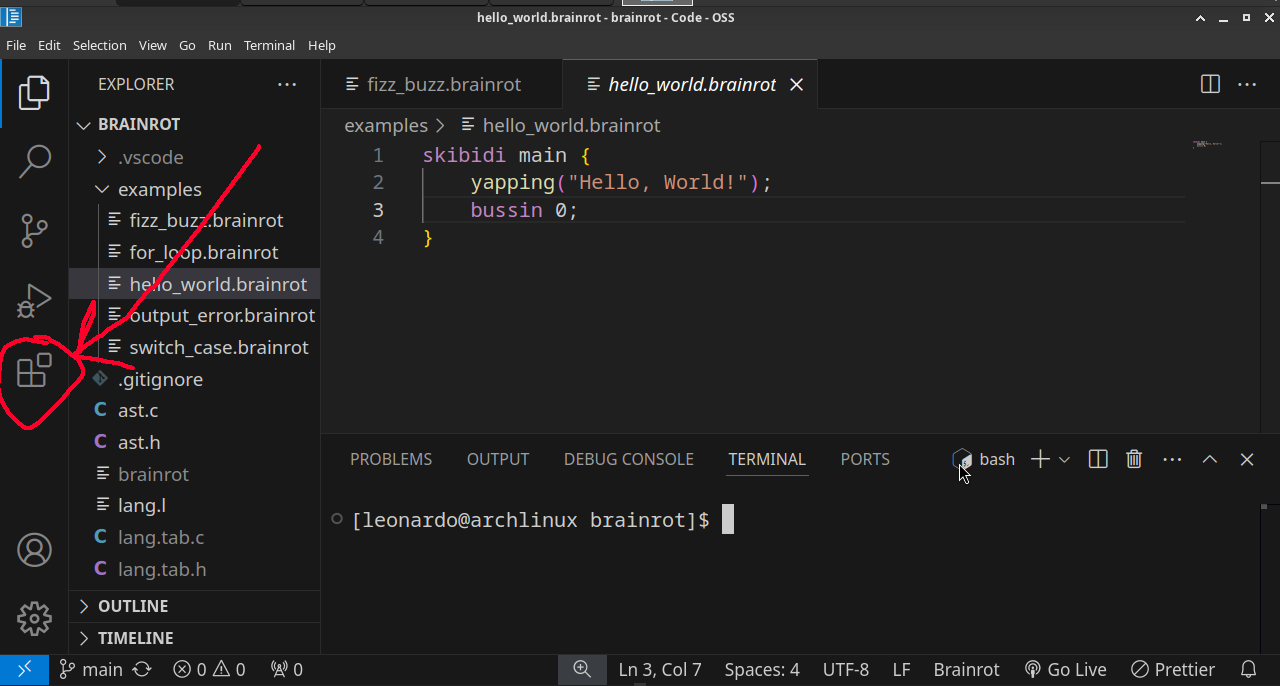 hello_world.brainrot - brainrot - Code - OSS
File Edit Selection View Go Run Terminal Help
EXPLORER
BRAINROT
.vscode
examples
fizz_buzz.brainrot
for_loop.brainrot
hello_world.brainrot
output_error.brainrot
switch_case.brainrot
.gitignore
C ast.c
C ast.h
brainrot
lang.l
C lang.tab.c
C lang.tab.h
OUTLINE
TIMELINE
fizz_buzz.brainrot hello_world.brainrot
examples > hello_world.brainrot
1 skibidi main {
2 yapping("Hello, World!");
3 bussin 0;
4 }
PROBLEMS OUTPUT DEBUG CONSOLE TERMINAL PORTS bash
[leonardo@archlinux brainrot]$
main 0 0 0 Ln 3, Col 7 Spaces: 4 UTF-8 LF Brainrot Go Live Prettier